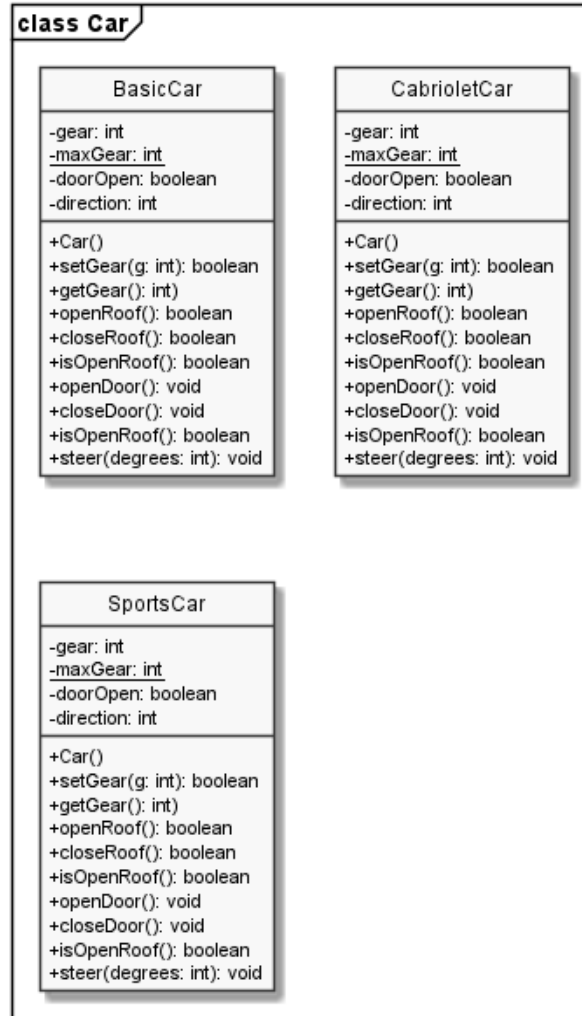 class Car
BasicCar
-gear: int
-maxGear: int
-doorOpen: boolean
-direction: int
+Car()
+setGear(g: int): boolean
+getGear(): int)
+openRoof(): boolean
+closeRoof(): boolean
+isOpenRoof(): boolean
+openDoor(): void
+closeDoor(): void
+isOpenRoof(): boolean
+steer(degrees: int): void
CabrioletCar
-gear: int
-maxGear: int
-doorOpen: boolean
-direction: int
+Car()
+setGear(g: int): boolean
+getGear(): int)
+openRoof(): boolean
+closeRoof(): boolean
+isOpenRoof(): boolean
+openDoor(): void
+closeDoor(): void
+isOpenRoof(): boolean
+steer(degrees: int): void
SportsCar
-gear: int
-maxGear: int
-doorOpen: boolean
-direction: int
+Car()
+setGear(g: int): boolean
+getGear(): int)
+openRoof(): boolean
+closeRoof(): boolean
+isOpenRoof(): boolean
+openDoor(): void
+closeDoor(): void
+isOpenRoof(): boolean
+steer(degrees: int): void